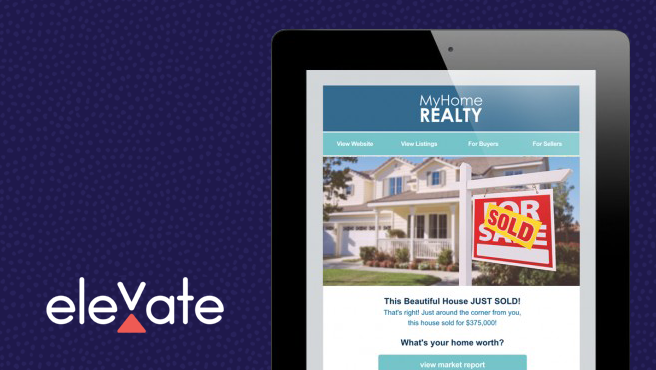 elevate
MyHome
REALTY
View Website
View Listings
For Buyers
For Sellers
FOR
SOLD
SALE
This Beautiful House JUST SOLD!
That's right! Just around the corner from you,
this house sold for $375,000!
What's your home worth?
view market report